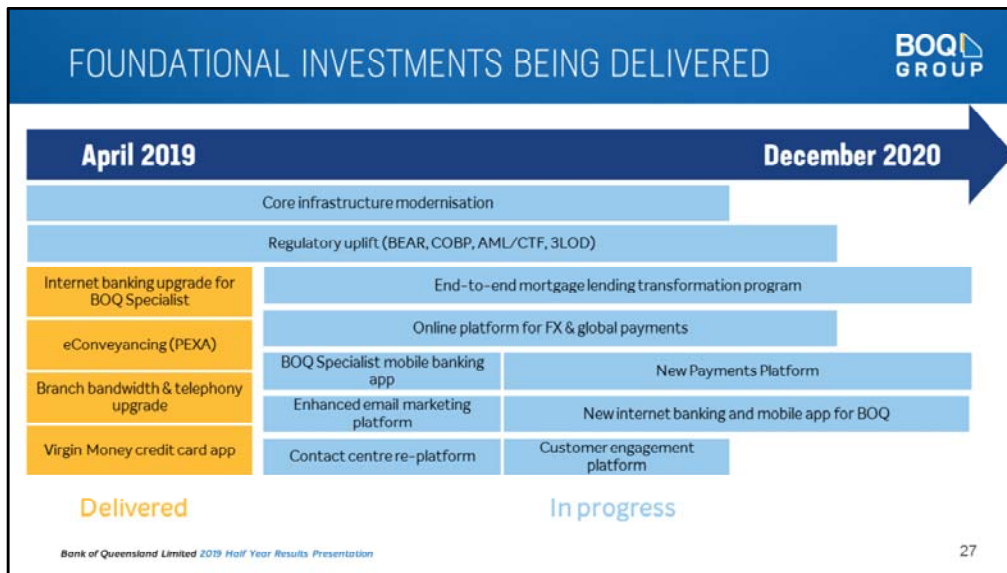 FOUNDATIONAL INVESTMENTS BEING DELIVERED
BOQ
GROUP
April 2019
December 2020
Core infrastructure modernisation
Regulatory uplift (BEAR, COBP, AML/CTF, 3LOD)
Internet banking upgrade for
BOQ Specialist
End-to-end mortgage lending transformation program
eConveyancing (PEXA)
Online platform for FX & global payments
Branch bandwidth & telephony
upgrade
BOQ Specialist mobile banking
app
New Payments Platform
Enhanced email marketing
platform
New internet banking and mobile app for BOQ
Virgin Money credit card app
Contact centre re-platform
Customer engagement
platform
Delivered
In progress
Bank of Queensland Limited 2019 Half Year Results Presentation
27